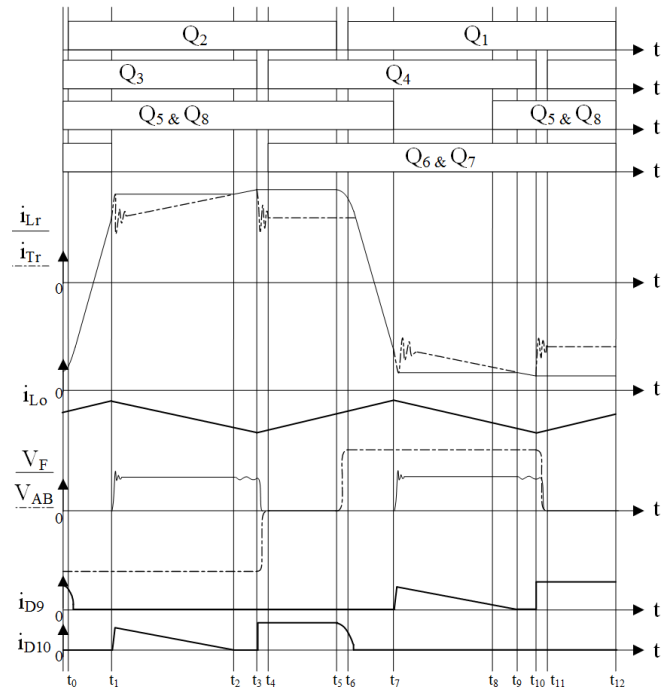 Q2 Q1 t
Q3 Q4 t
Q5 & Q8 Q5 & Q8 t
Q6 & Q7 t
iLr
iTr
0 t
0 t
iLo
VF
VAB
0 t
iD9 0 t
iD10 0 t
t0 t1 t2 t3 t4 t5 t6 t7 t8 t9 t10 t11 t12